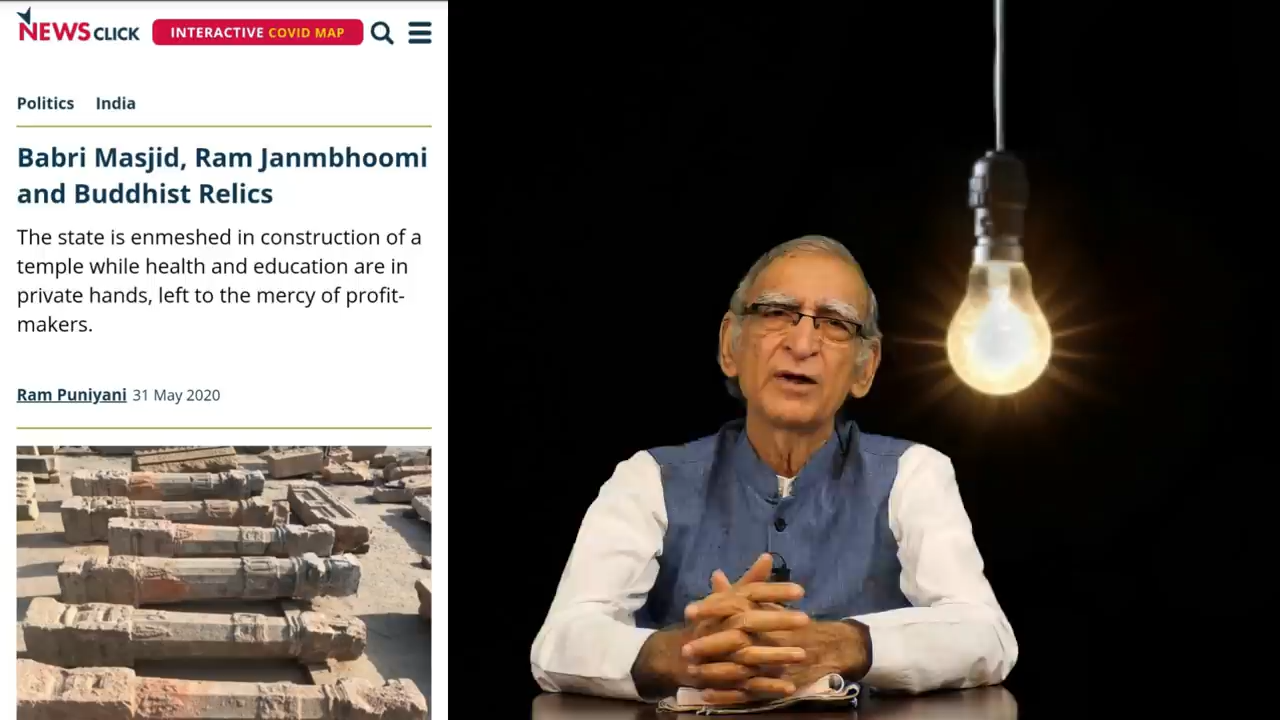 NEWSCLICK
INTERACTIVE COVID MAP
Politics India
Babri Masjid, Ram Janmbhoomi
and Buddhist Relics
The state is enmeshed in construction of a
temple while health and education are in
private hands, left to the mercy of profit-
makers.
Ram Puniyani 31 May 2020